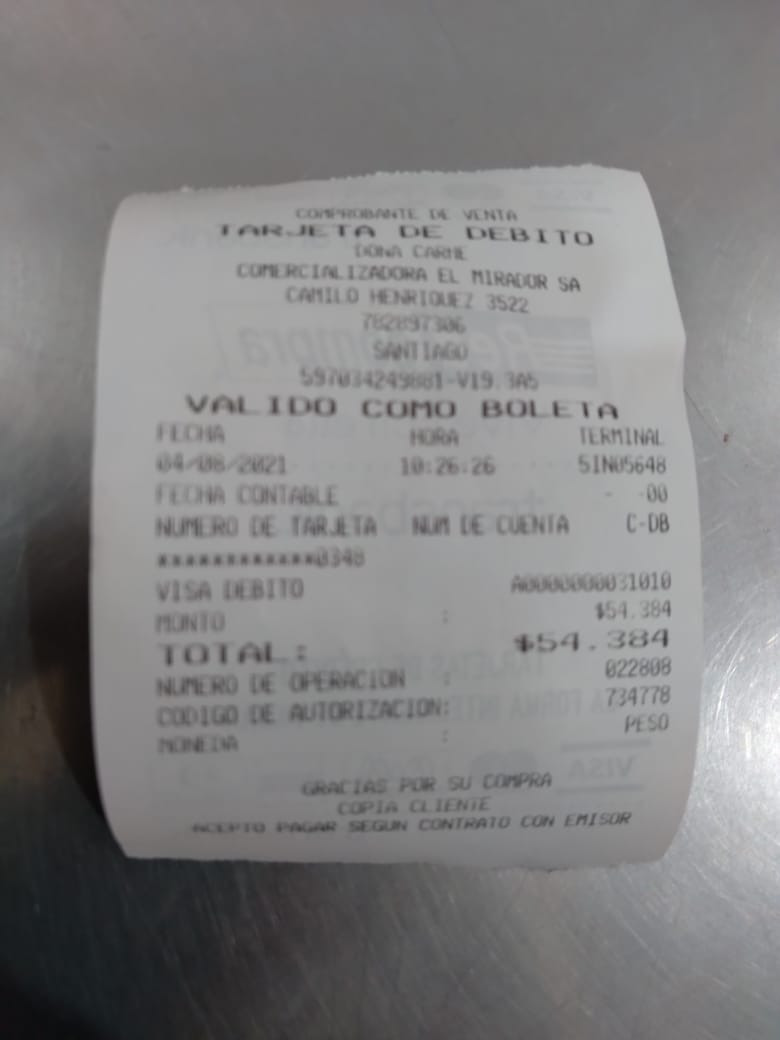 COMPROBANTE DE VENTA
TARJETA DE DEBITO
DONA CARME
COMERCIALIZADORA EL MIRADOR SA
CAMILO HENRIQUEZ 3522
782897306
SANTIAGO
597034249881-V19.3A5
VALIDO COMO BOLETA
FECHA HORA TERMINAL
04/08/2021 10:26:26 5IN05648
FECHA CONTABLE - -00
NUMERO DE TARJETA NUM DE CUENTA C-DB
************0348
VISA DEBITO A0000000031010
MONTO : $54.384
TOTAL: $54.384
NUMERO DE OPERACION : 022808
CODIGO DE AUTORIZACION: 734778
MONEDA : PESO
GRACIAS POR SU COMPRA
COPIA CLIENTE
ACEPTO PAGAR SEGUN CONTRATO CON EMISOR